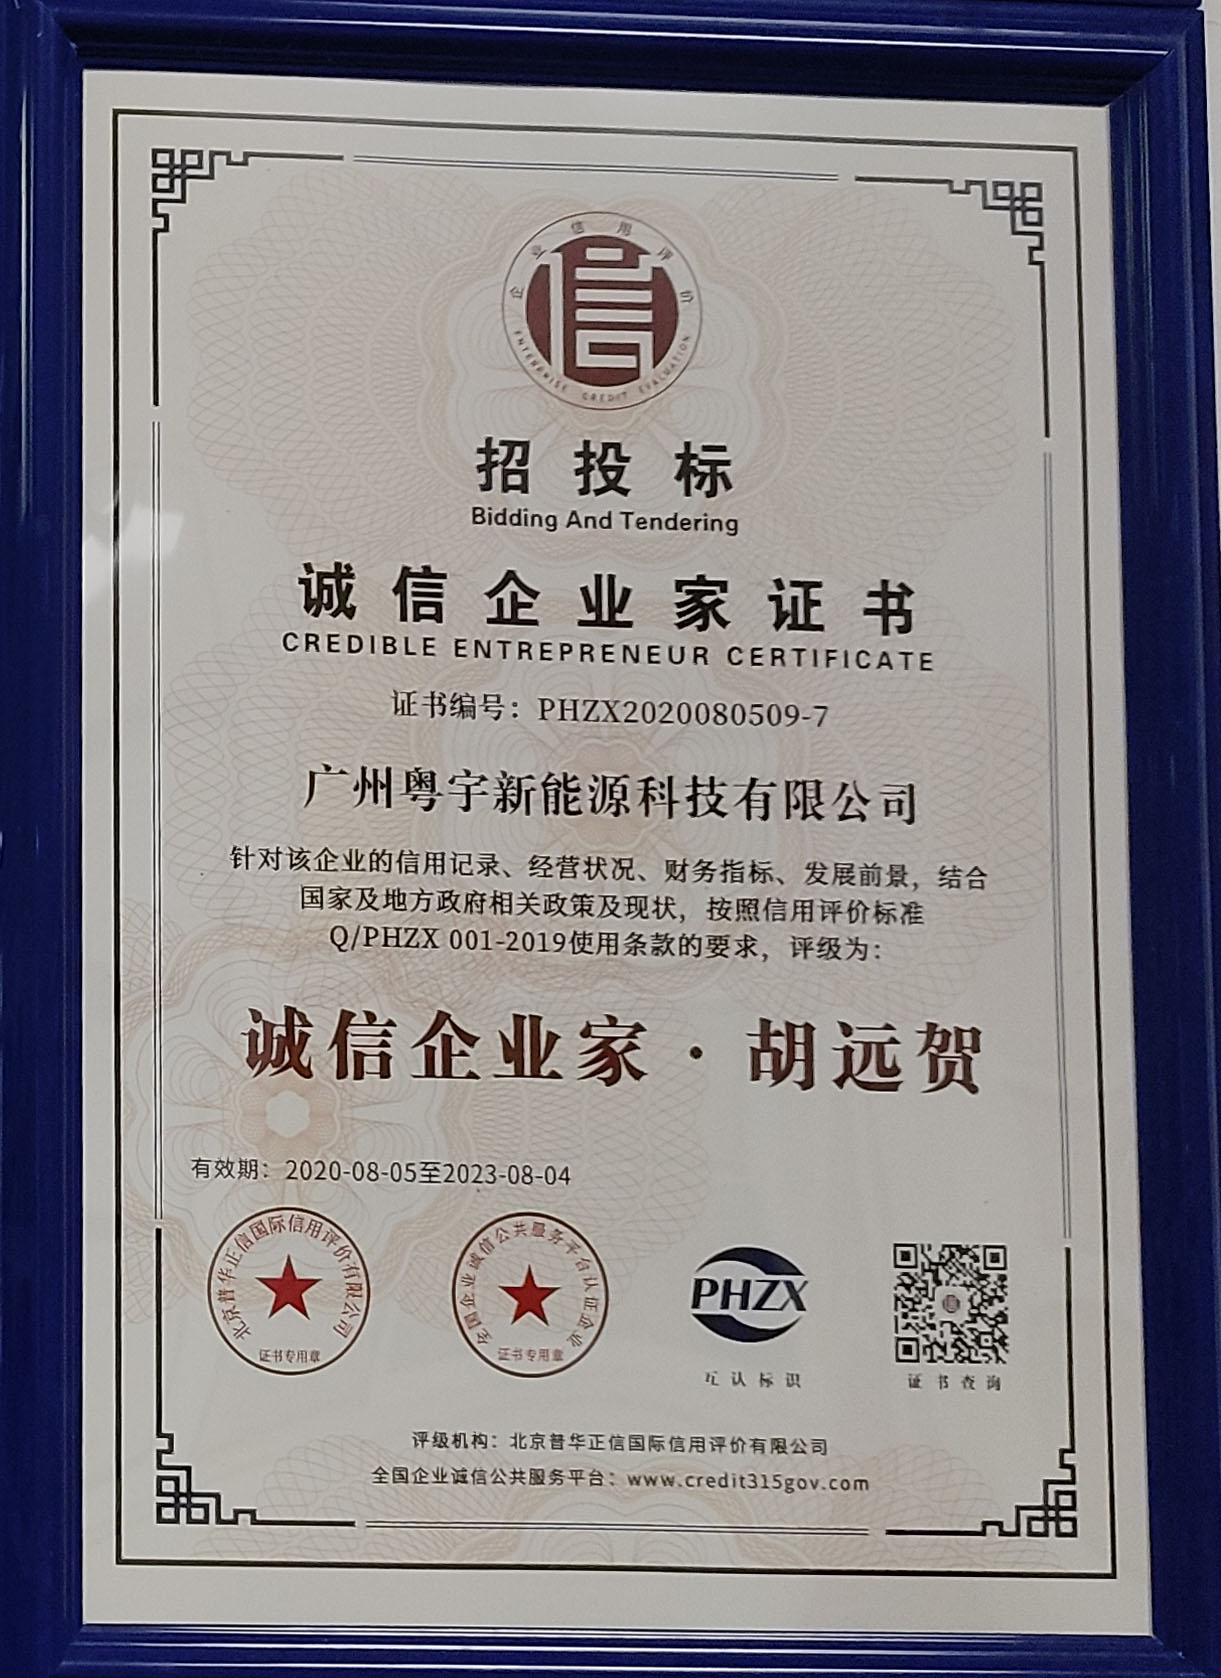 企业信用评价
信
ENTERPRISE CREDIT EVALUATION
招投标
Bidding And Tendering
诚信企业家证书
CREDIBLE ENTREPRENEUR CERTIFICATE
证书编号：PHZX2020080509-7
广州粤宇新能源科技有限公司
针对该企业的信用记录、经营状况、财务指标、发展前景，结合
国家及地方政府相关政策及现状，按照信用评价标准
Q/PHZX 001-2019使用条款的要求，评级为：
诚信企业家·胡远贺
有效期：2020-08-05至2023-08-04
北京普华正信国际信用评价有限公司
证书专用章
全国企业诚信公共服务平台认证企业
证书专用章
PHZX
互认标识
证书查询
评级机构：北京普华正信国际信用评价有限公司
全国企业诚信公共服务平台：www.credit315gov.com